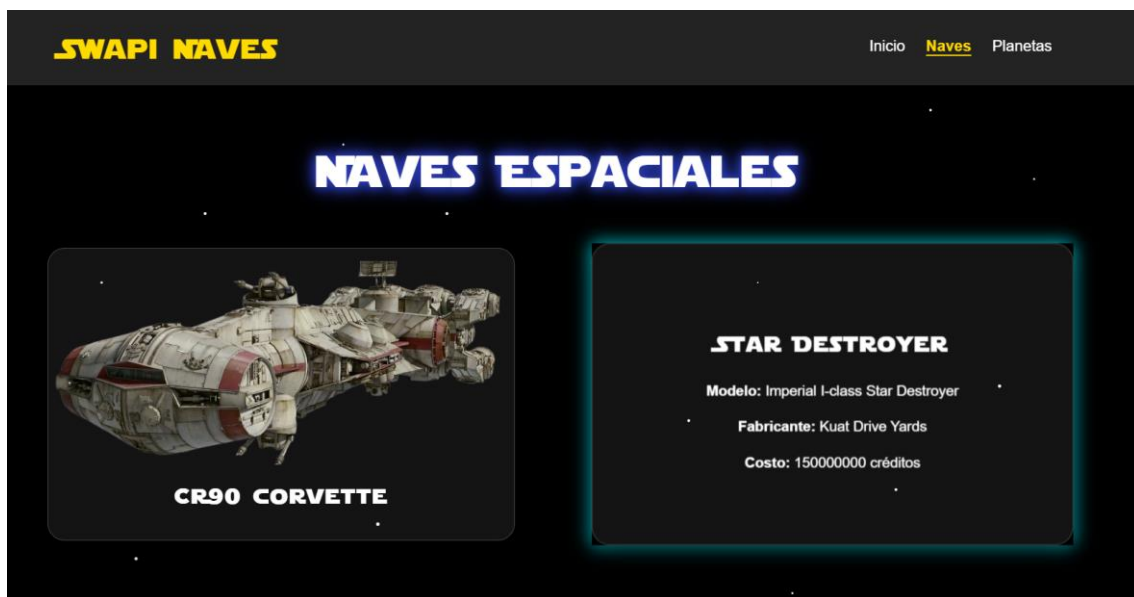 SWAPI NAVES
Inicio Naves Planetas
NAVES ESPACIALES
CR90 CORVETTE
STAR DESTROYER
Modelo: Imperial I-class Star Destroyer
Fabricante: Kuat Drive Yards
Costo: 150000000 créditos